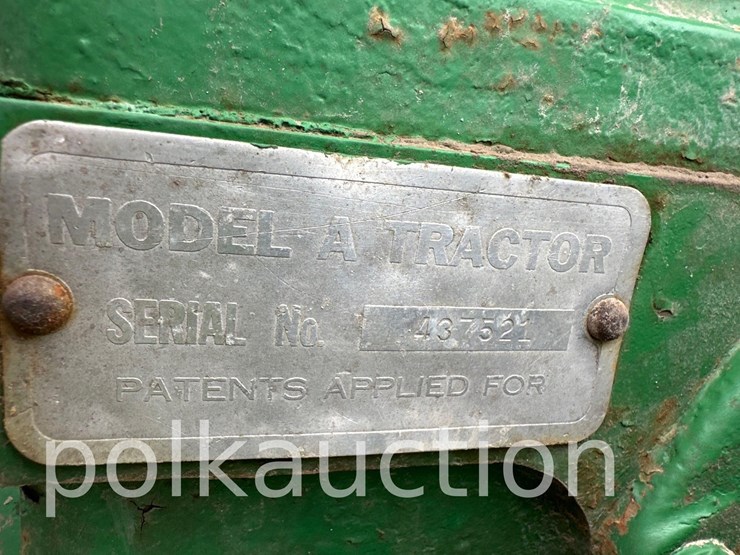 MODEL A TRACTOR
SERIAL No. 437521
PATENTS APPLIED FOR
polkauction